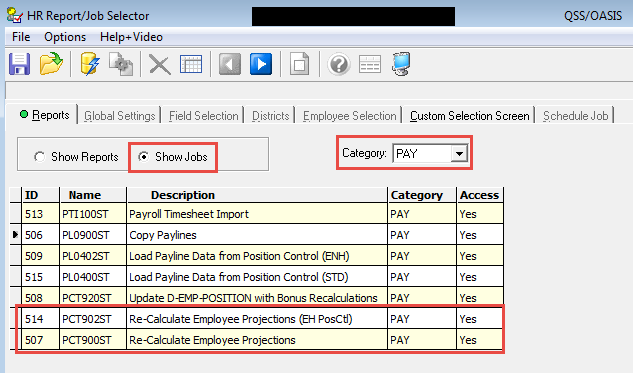 HR Report/Job Selector QSS/OASIS
File Options Help+Video
Reports Global Settings Field Selection Districts Employee Selection Custom Selection Screen Schedule Job
Show Reports Show Jobs Category: PAY
ID Name Description Category Access
513 PTI100ST Payroll Timesheet Import PAY Yes
506 PL0900ST Copy Paylines PAY Yes
509 PL0402ST Load Payline Data from Position Control (ENH) PAY Yes
515 PL0400ST Load Payline Data from Position Control (STD) PAY Yes
508 PCT920ST Update D-EMP-POSITION with Bonus Recalculations PAY Yes
514 PCT902ST Re-Calculate Employee Projections (EH PosCtl) PAY Yes
507 PCT900ST Re-Calculate Employee Projections PAY Yes